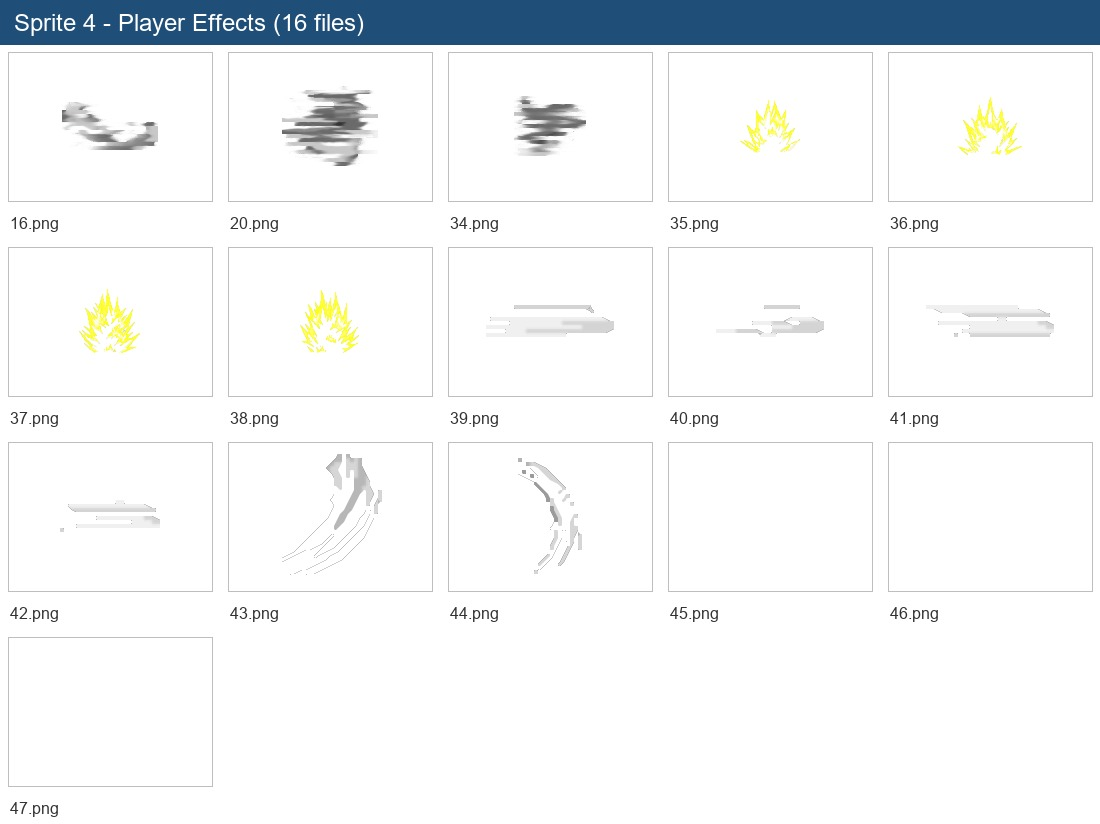 Sprite 4 - Player Effects (16 files)
16.png
20.png
34.png
35.png
36.png
37.png
38.png
39.png
40.png
41.png
42.png
43.png
44.png
45.png
46.png
47.png